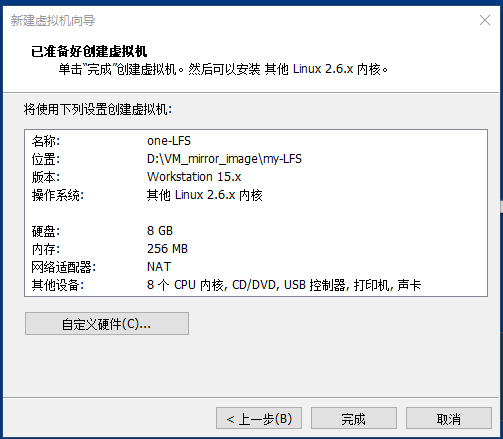 新建虚拟机向导
已准备好创建虚拟机
单击“完成”创建虚拟机。然后可以安装 其他 Linux 2.6.x 内核。
将使用下列设置创建虚拟机:
名称: one-LFS
位置: D:\VM_mirror_image\my-LFS
版本: Workstation 15.x
操作系统: 其他 Linux 2.6.x 内核
硬盘: 8 GB
内存: 256 MB
网络适配器: NAT
其他设备: 8 个 CPU 内核, CD/DVD, USB 控制器, 打印机, 声卡
自定义硬件(C)...
< 上一步(B) 完成 取消